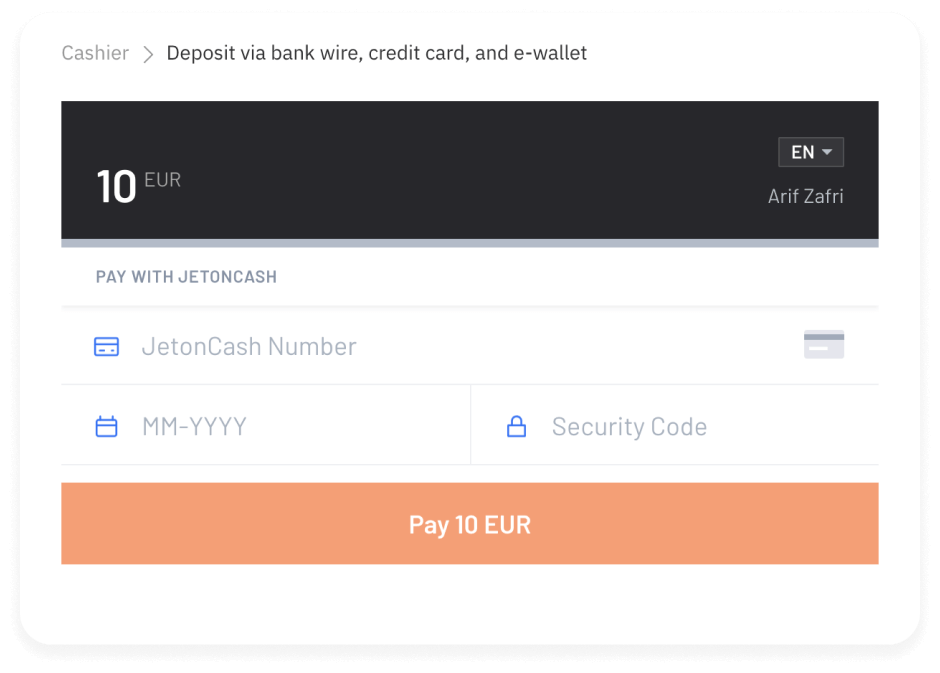 Cashier > Deposit via bank wire, credit card, and e-wallet
EN
10 EUR
Arif Zafri
PAY WITH JETONCASH
JetonCash Number
MM-YYYY
Security Code
Pay 10 EUR